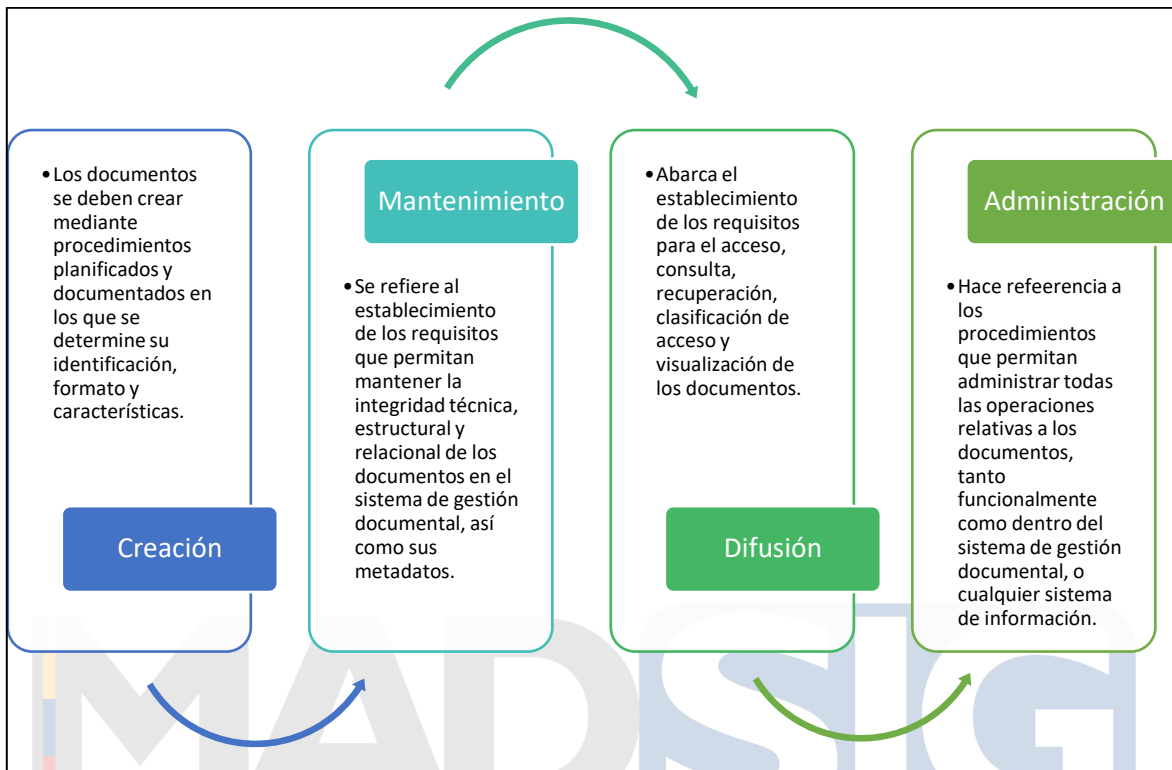 •Los documentos
se deben crear
mediante
procedimientos
planificados y
documentados en
los que se
determine su
identificación,
formato y
características.
Creación
Mantenimiento
•Se refiere al
establecimiento
de los requisitos
que permitan
mantener la
integridad técnica,
estructural y
relacional de los
documentos en el
sistema de gestión
documental, así
como sus
metadatos.
•Abarca el
establecimiento
de los requisitos
para el acceso,
consulta,
recuperación,
clasificación de
acceso y
visualización de
los documentos.
Difusión
Administración
•Hace refeerencia a
los
procedimientos
que permitan
administrar todas
las operaciones
relativas a los
documentos,
tanto
funcionalmente
como dentro del
sistema de gestión
documental, o
cualquier sistema
de información.
MADSIG